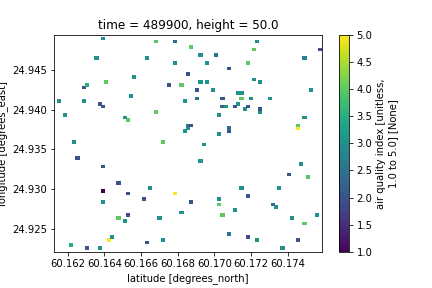 time = 489900, height = 50.0
24.945
24.940
24.935
24.930
24.925
longitude [degrees_east]
60.162 60.164 60.166 60.168 60.170 60.172 60.174
latitude [degrees_north]
5.0
4.5
4.0
3.5
3.0
2.5
2.0
1.5
1.0
air quality index [unitless,
1.0 to 5.0] [None]